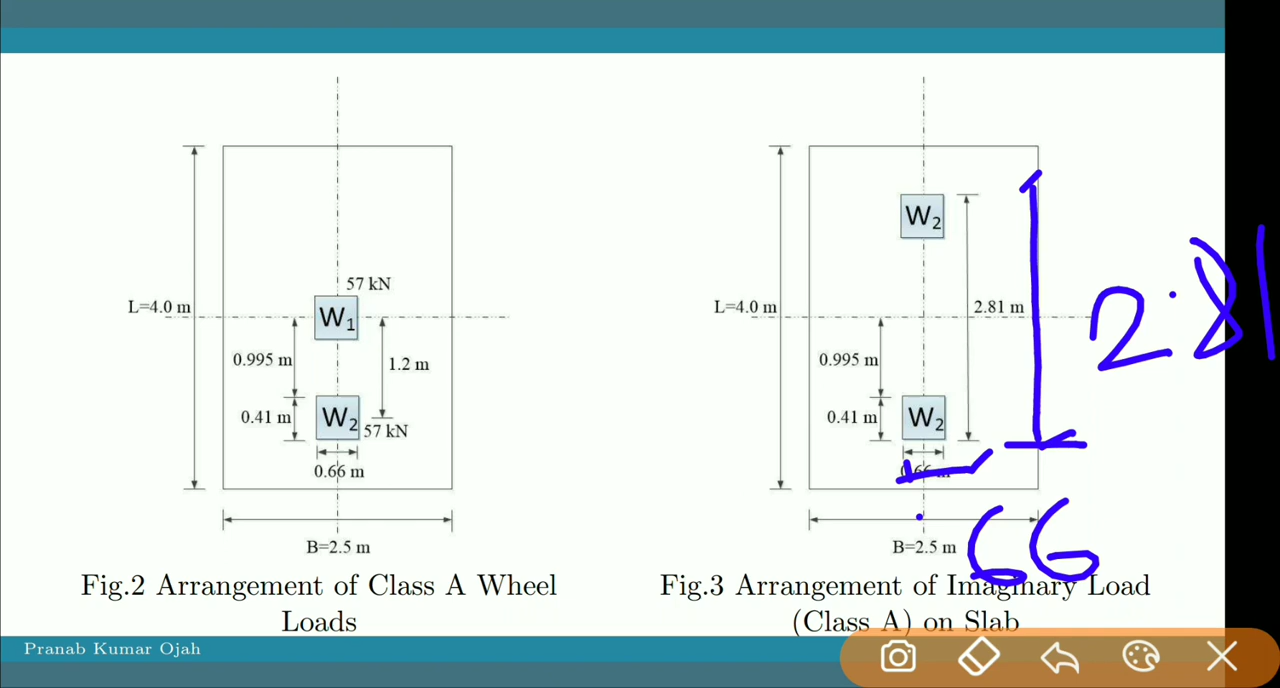 57 kN
W1
L=4.0 m
0.995 m
1.2 m
0.41 m
W2
57 kN
0.66 m
B=2.5 m
Fig.2 Arrangement of Class A Wheel
Loads
W2
L=4.0 m
2.81 m
2.81
0.995 m
0.41 m
W2
0.66 m
.66
B=2.5 m
Fig.3 Arrangement of Imaginary Load
(Class A) on Slab
Pranab Kumar Ojah